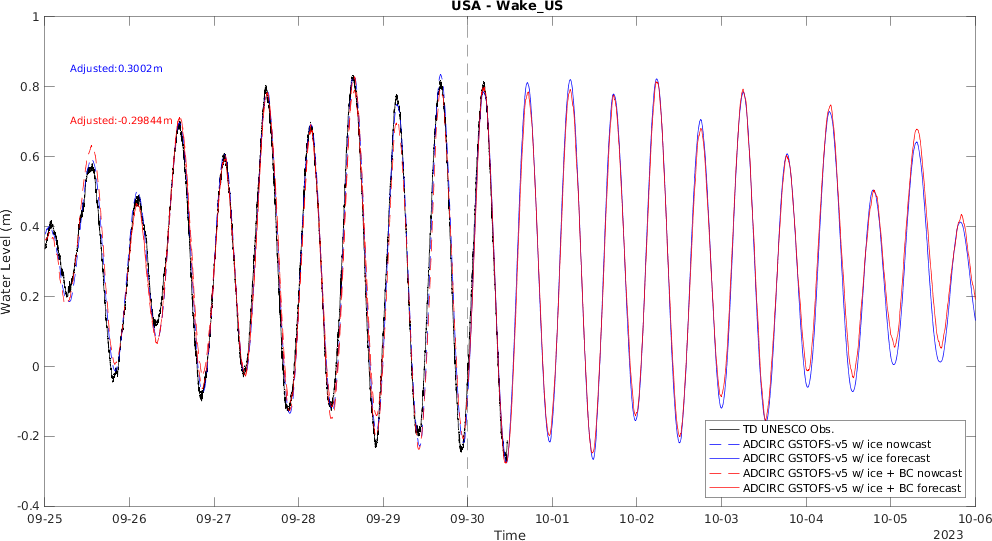 USA - Wake_US
1
0.8
0.6
0.4
0.2
0
-0.2
-0.4
Water Level (m)
Adjusted:0.3002m
Adjusted:-0.29844m
TD UNESCO Obs.
ADCIRC GSTOFS-v5 w/ ice nowcast
ADCIRC GSTOFS-v5 w/ ice forecast
ADCIRC GSTOFS-v5 w/ ice + BC nowcast
ADCIRC GSTOFS-v5 w/ ice + BC forecast
09-25 09-26 09-27 09-28 09-29 09-30 10-01 10-02 10-03 10-04 10-05 10-06
Time
2023